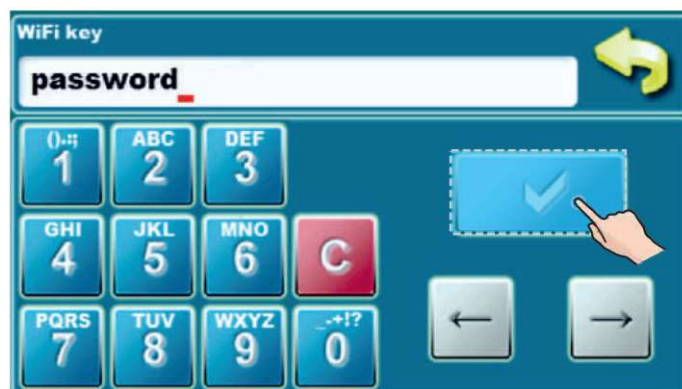 WiFi key
password_
().:; ABC DEF
1 2 3
GHI JKL MNO
4 5 6 C
PQRS TUV WXYZ _-+!?
7 8 9 0
← →